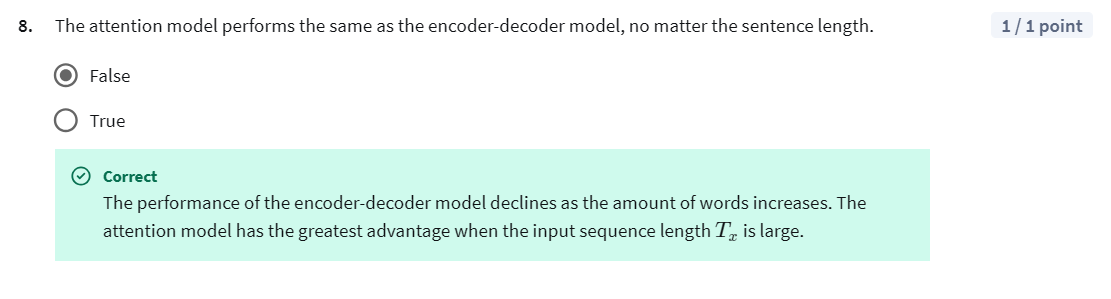 8. The attention model performs the same as the encoder-decoder model, no matter the sentence length. 1 / 1 point
False
True
Correct
The performance of the encoder-decoder model declines as the amount of words increases. The
attention model has the greatest advantage when the input sequence length Tₓ is large.